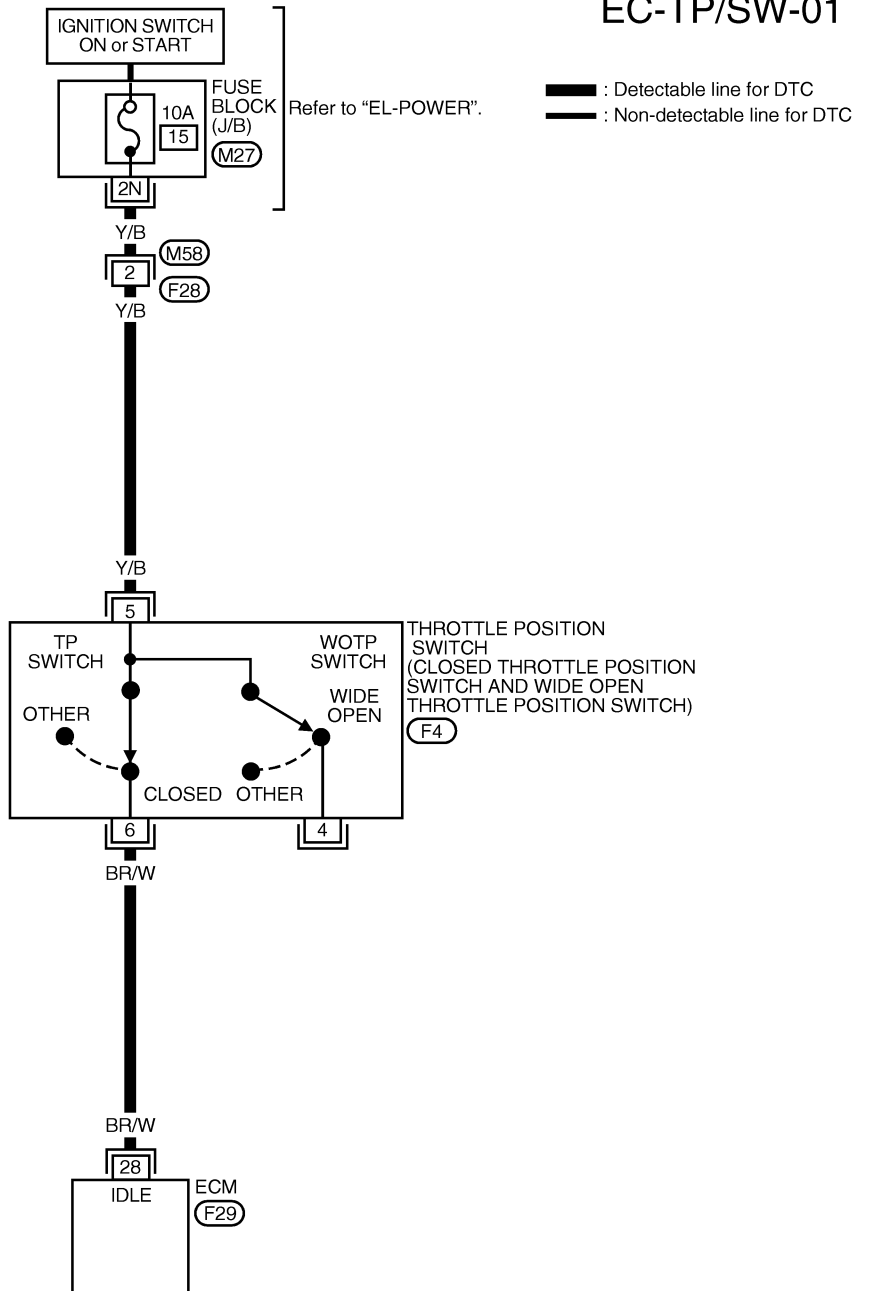 EC-TP/SW-01
IGNITION SWITCH
ON or START
FUSE
BLOCK
(J/B)
10A
15
M27
Refer to “EL-POWER”.
: Detectable line for DTC
: Non-detectable line for DTC
2N
Y/B
M58
2
F28
Y/B
Y/B
5
TP
SWITCH
WOTP
SWITCH
THROTTLE POSITION
SWITCH
(CLOSED THROTTLE POSITION
SWITCH AND WIDE OPEN
THROTTLE POSITION SWITCH)
F4
OTHER
WIDE
OPEN
CLOSED
OTHER
6
4
BR/W
BR/W
28
IDLE
ECM
F29